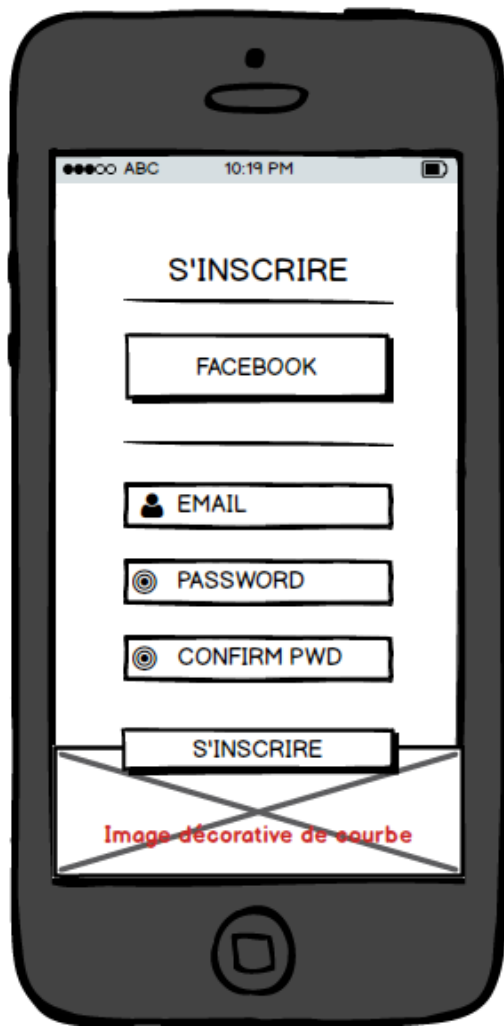 ABC 10:19 PM
S'INSCRIRE
FACEBOOK
EMAIL
PASSWORD
CONFIRM PWD
S'INSCRIRE
Image décorative de courbe